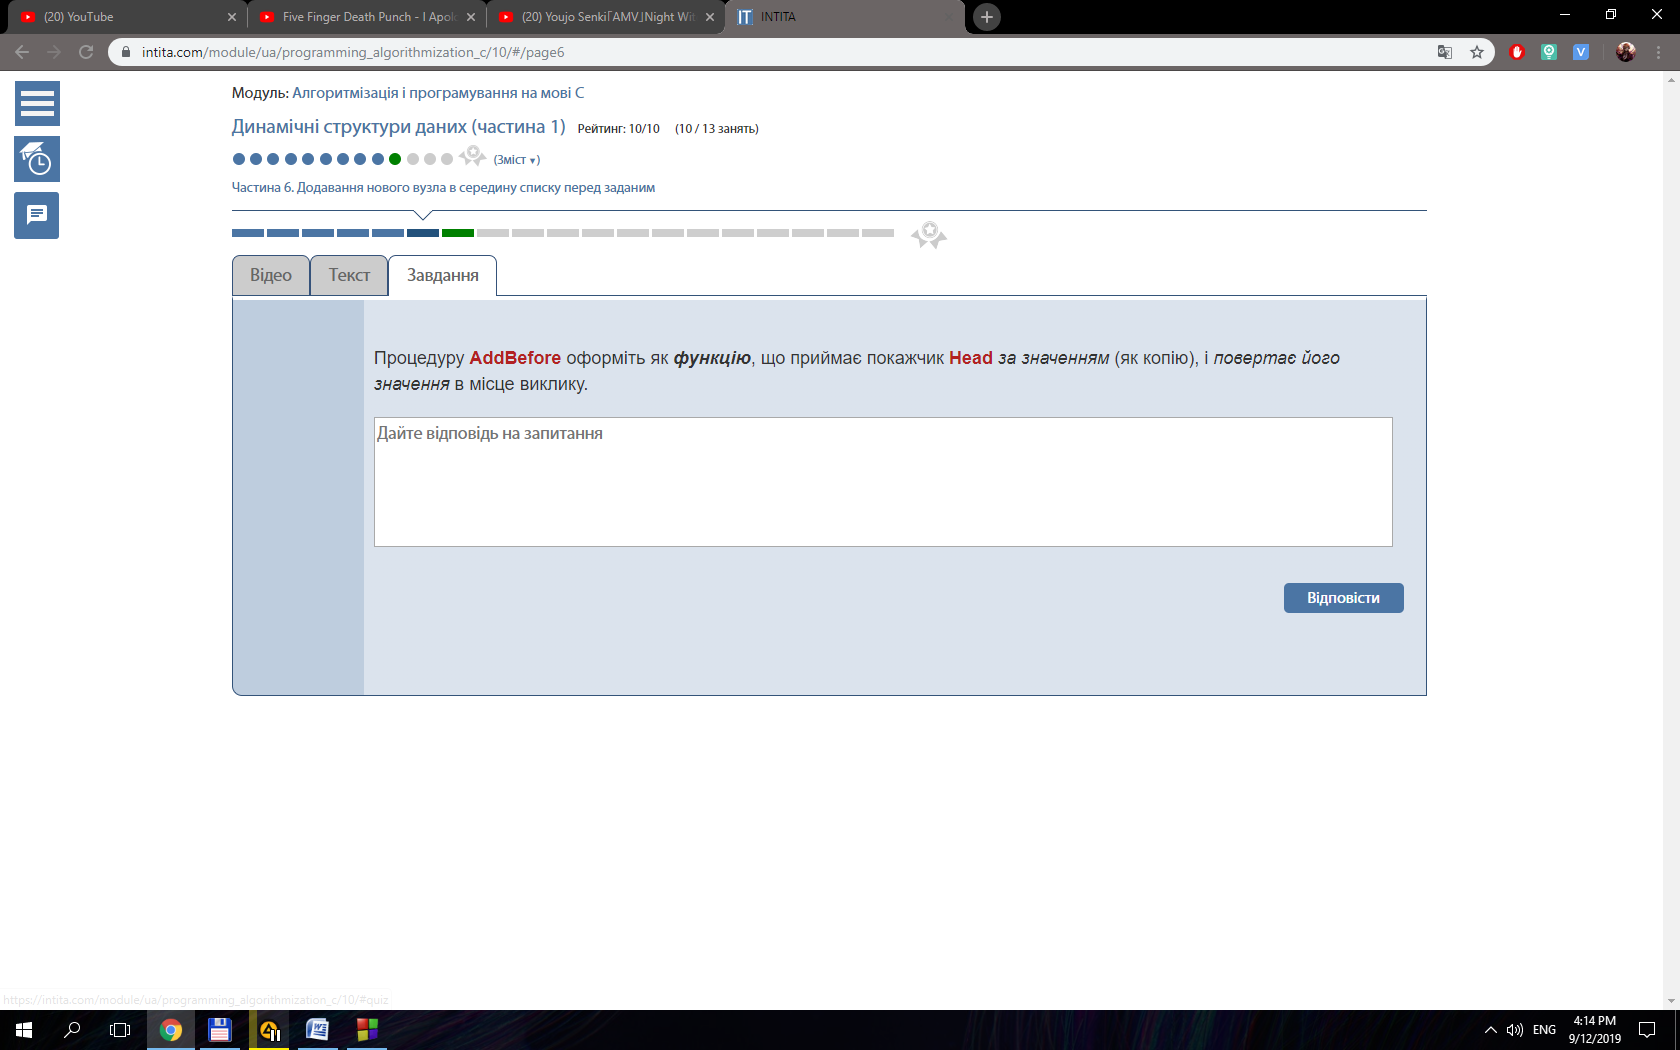 (20) YouTube
Five Finger Death Punch - I Apolo
(20) Youjo Senki「AMV」Night Wit
IT INTITA
intita.com/module/ua/programming_algorithmization_c/10/#/page6
Модуль: Алгоритмізація і програмування на мові С
Динамічні структури даних (частина 1) Рейтинг: 10/10 (10 / 13 занять)
(Зміст ▼)
Частина 6. Додавання нового вузла в середину списку перед заданим
Відео Текст Завдання
Процедуру AddBefore оформіть як функцію, що приймає покажчик Head за значенням (як копію), і повертає його
значення в місце виклику.
Дайте відповідь на запитання
Відповісти
https://intita.com/module/ua/programming_algorithmization_c/10/#quiz
ENG
4:14 PM
9/12/2019